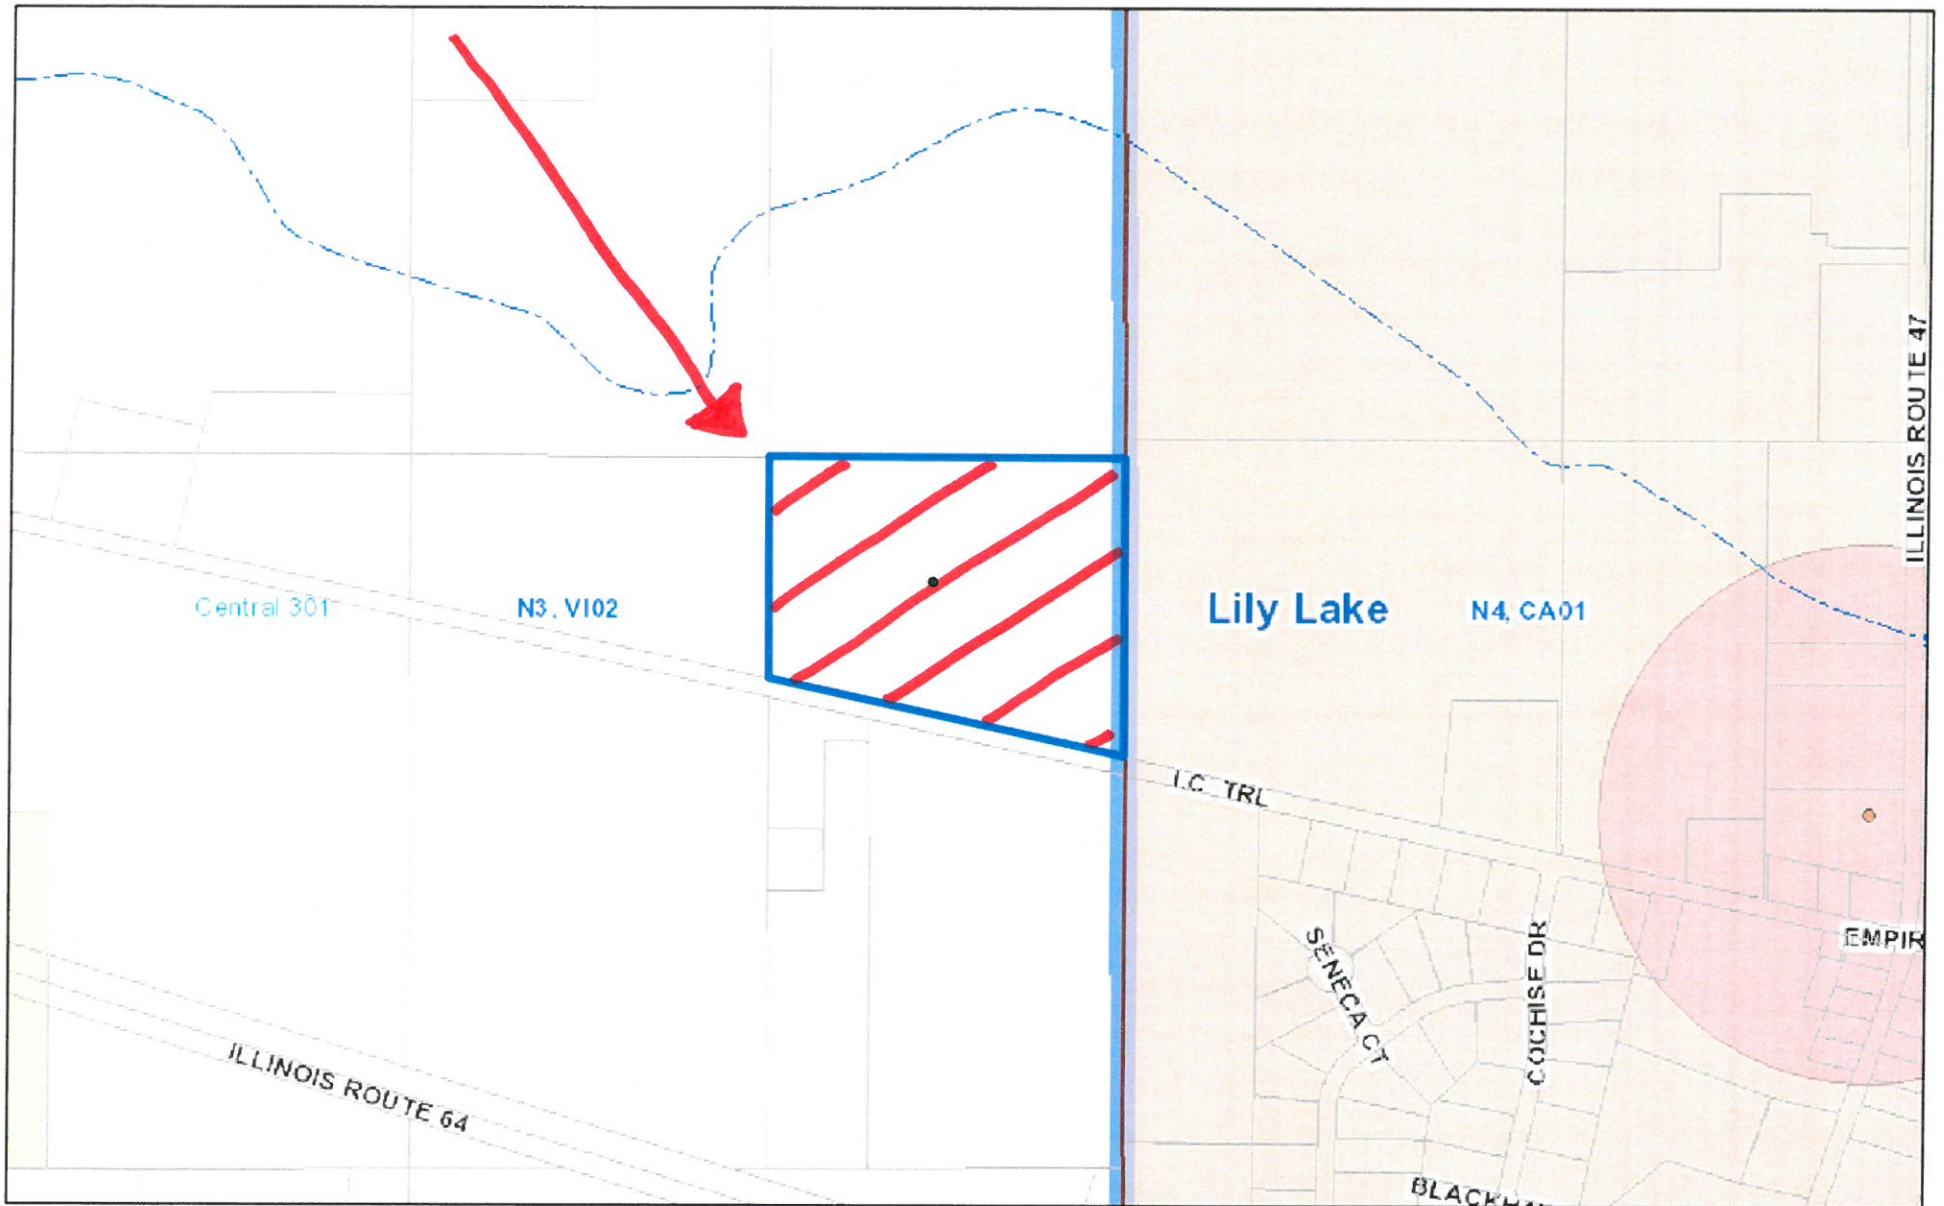 ILLINOIS ROUTE 47
Central 301
N3, VI02
Lily Lake
N4, CA01
I.C. TRL
EMPIR
SENECA CT
COCHISE DR
ILLINOIS ROUTE 64